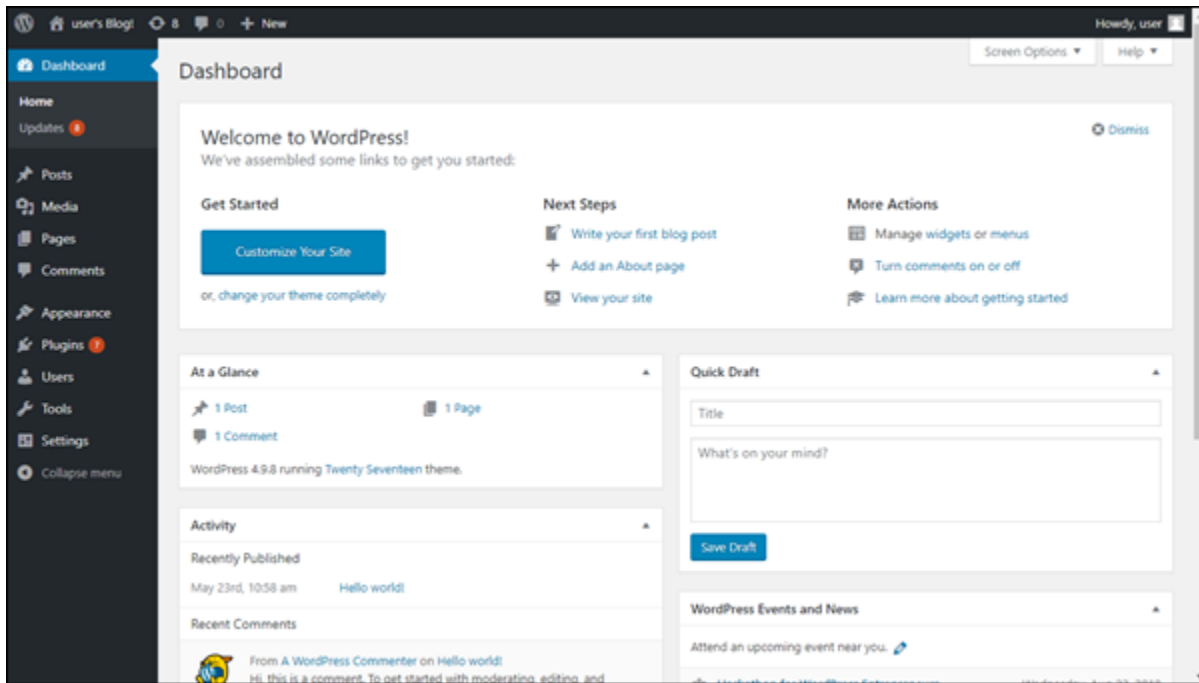 user's Blog! 8 0 + New
Howdy, user
Dashboard
Home
Updates 8
Posts
Media
Pages
Comments
Appearance
Plugins 7
Users
Tools
Settings
Collapse menu
Screen Options ▼
Help ▼
Dashboard
Welcome to WordPress!
Dismiss
We've assembled some links to get you started:
Get Started
Customize Your Site
or, change your theme completely
Next Steps
Write your first blog post
Add an About page
View your site
More Actions
Manage widgets or menus
Turn comments on or off
Learn more about getting started
At a Glance
1 Post
1 Page
1 Comment
WordPress 4.9.8 running Twenty Seventeen theme.
Activity
Recently Published
May 23rd, 10:58 am Hello world!
Recent Comments
From A WordPress Commenter on Hello world!
Hi, this is a comment. To get started with moderating, editing, and
Quick Draft
Title
What's on your mind?
Save Draft
WordPress Events and News
Attend an upcoming event near you.
Hackathon for WordPress Entrepreneurs
Wednesday, Aug 22,